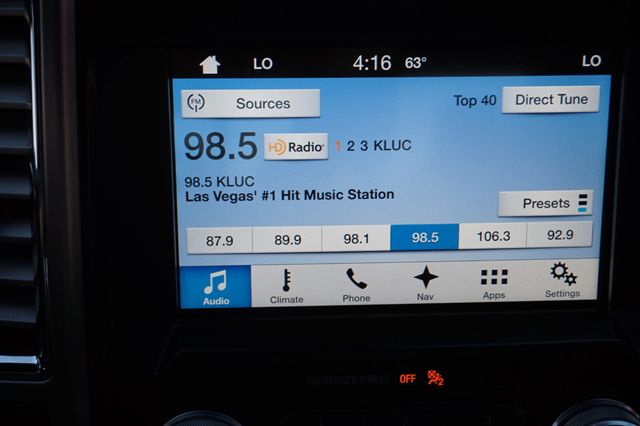 LO 4:16 63° LO
FM Sources Top 40 Direct Tune
98.5 HD Radio 1 2 3 KLUC
98.5 KLUC
Las Vegas' #1 Hit Music Station
Presets
87.9 89.9 98.1 98.5 106.3 92.9
Audio Climate Phone Nav Apps Settings
PASSENGER AIRBAG OFF 2